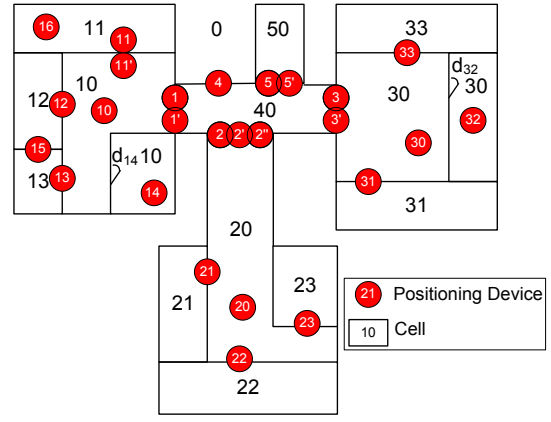 16 11 0 50 33
11 33
11' 4 5 5' d32
10 1 3 30 30
12 12 10 40
1' 2 2' 2'' 3' 32
15 d14 10 30
13 13 14 31
31
20
21 23
21 20 23
22
22
21 Positioning Device
10 Cell